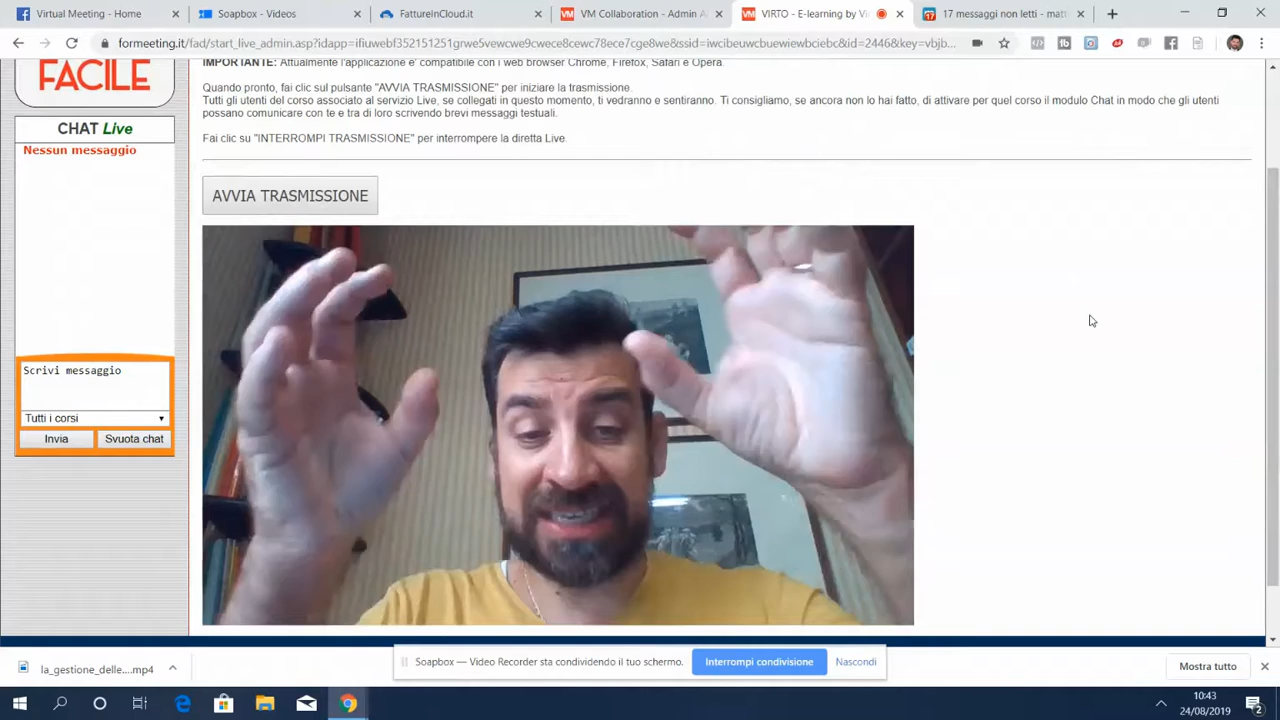 Virtual Meeting - Home
Soapbox - Videos
FattureInCloud.it
VM Collaboration - Admin A
VIRTO - E-learning by Vi
17 messaggi non letti - matt
formeeting.it/fad/start_live_admin.asp?idapp=ifiuwebf352151251grwe5vewcwe9cwece8cewc78ece7cge8we&ssid=iwcibeuwcbuewiewbciebc&id=2446&key=vbjb...
FACILE
IMPORTANTE: Attualmente l'applicazione e' compatibile con i web browser Chrome, Firefox, Safari e Opera.
Quando pronto, fai clic sul pulsante "AVVIA TRASMISSIONE" per iniziare la trasmissione.
Tutti gli utenti del corso associato al servizio Live, se collegati in questo momento, ti vedranno e sentiranno. Ti consigliamo, se ancora non lo hai fatto, di attivare per quel corso il modulo Chat in modo che gli utenti
possano comunicare con te e tra di loro scrivendo brevi messaggi testuali.
Fai clic su "INTERROMPI TRASMISSIONE" per interrompere la diretta Live.
CHAT Live
Nessun messaggio
AVVIA TRASMISSIONE
Scrivi messaggio
Tutti i corsi
Invia
Svuota chat
Soapbox — Video Recorder sta condividendo il tuo schermo.
Interrompi condivisione
Nascondi
la_gestione_delle....mp4
Mostra tutto
10:43
24/08/2019
2